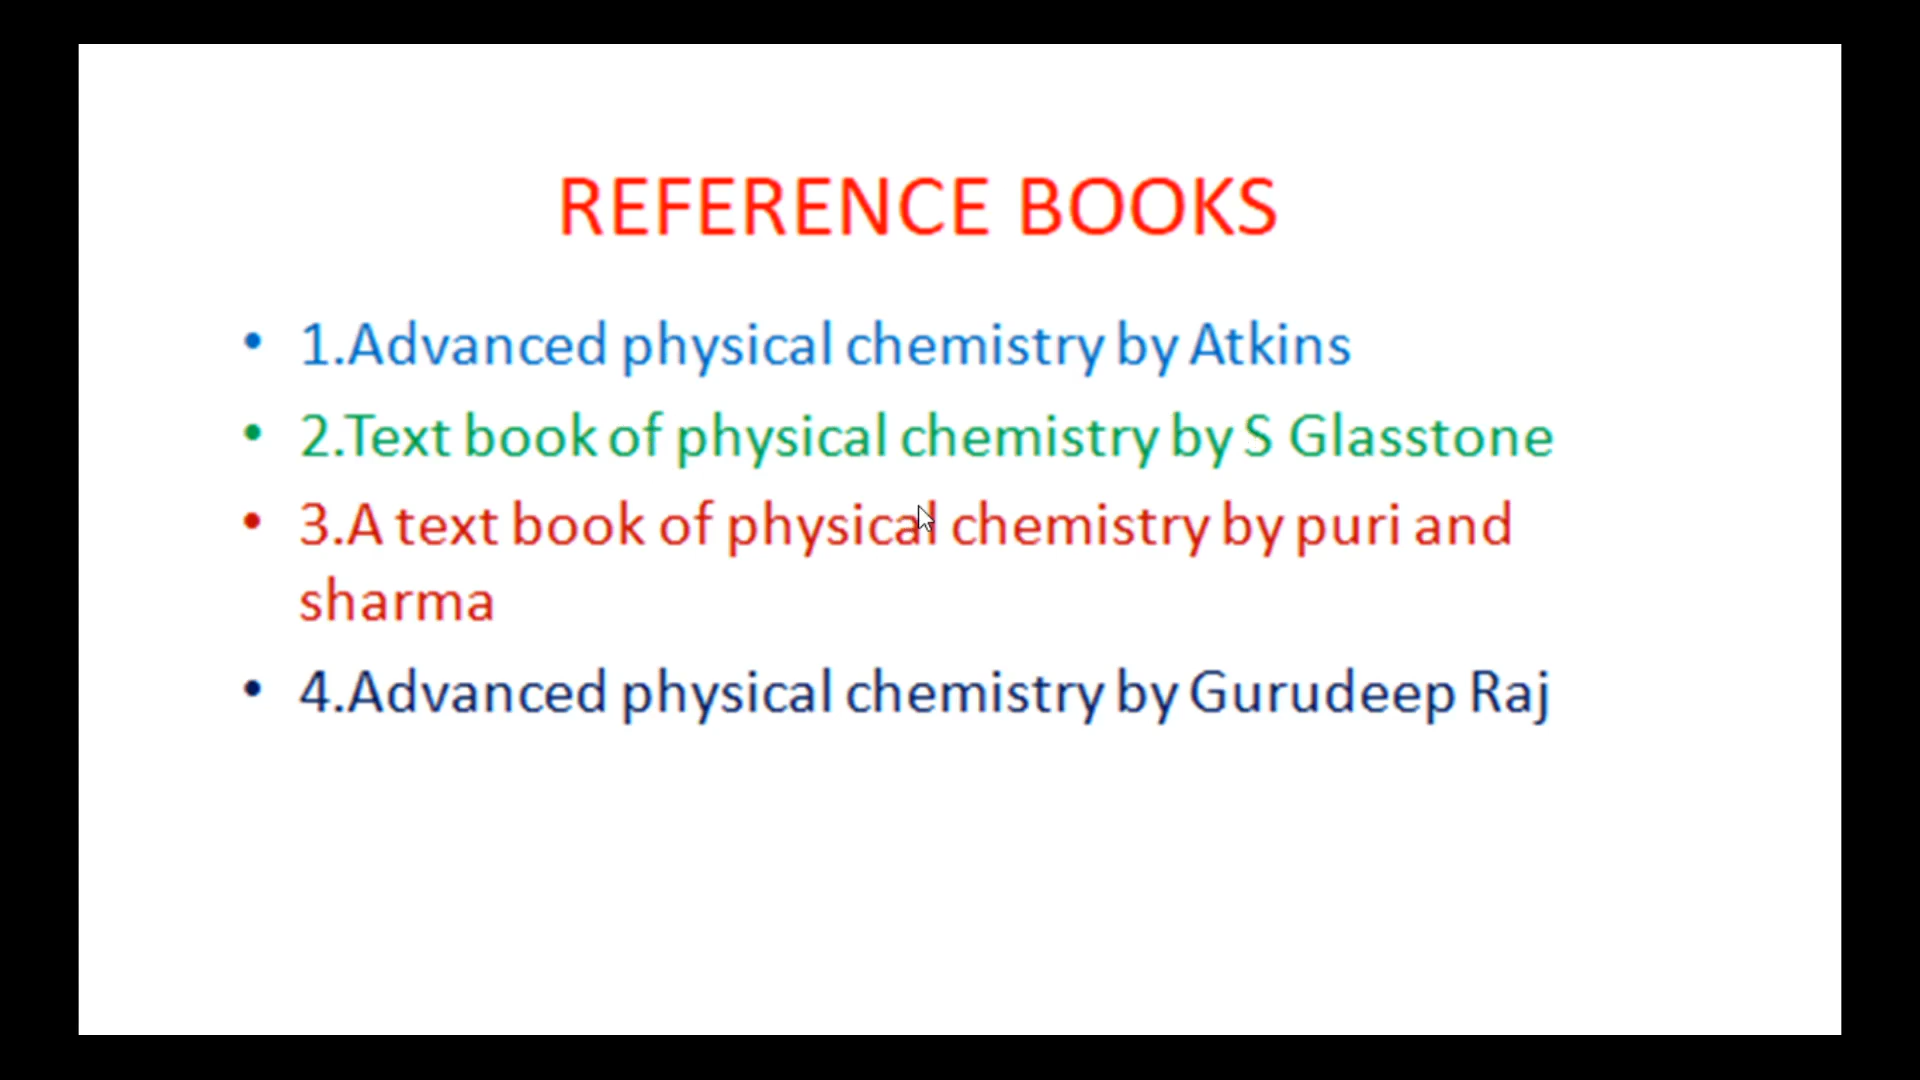 REFERENCE BOOKS
• 1.Advanced physical chemistry by Atkins
• 2.Text book of physical chemistry by S Glasstone
• 3.A text book of physical chemistry by puri and
sharma
• 4.Advanced physical chemistry by Gurudeep Raj